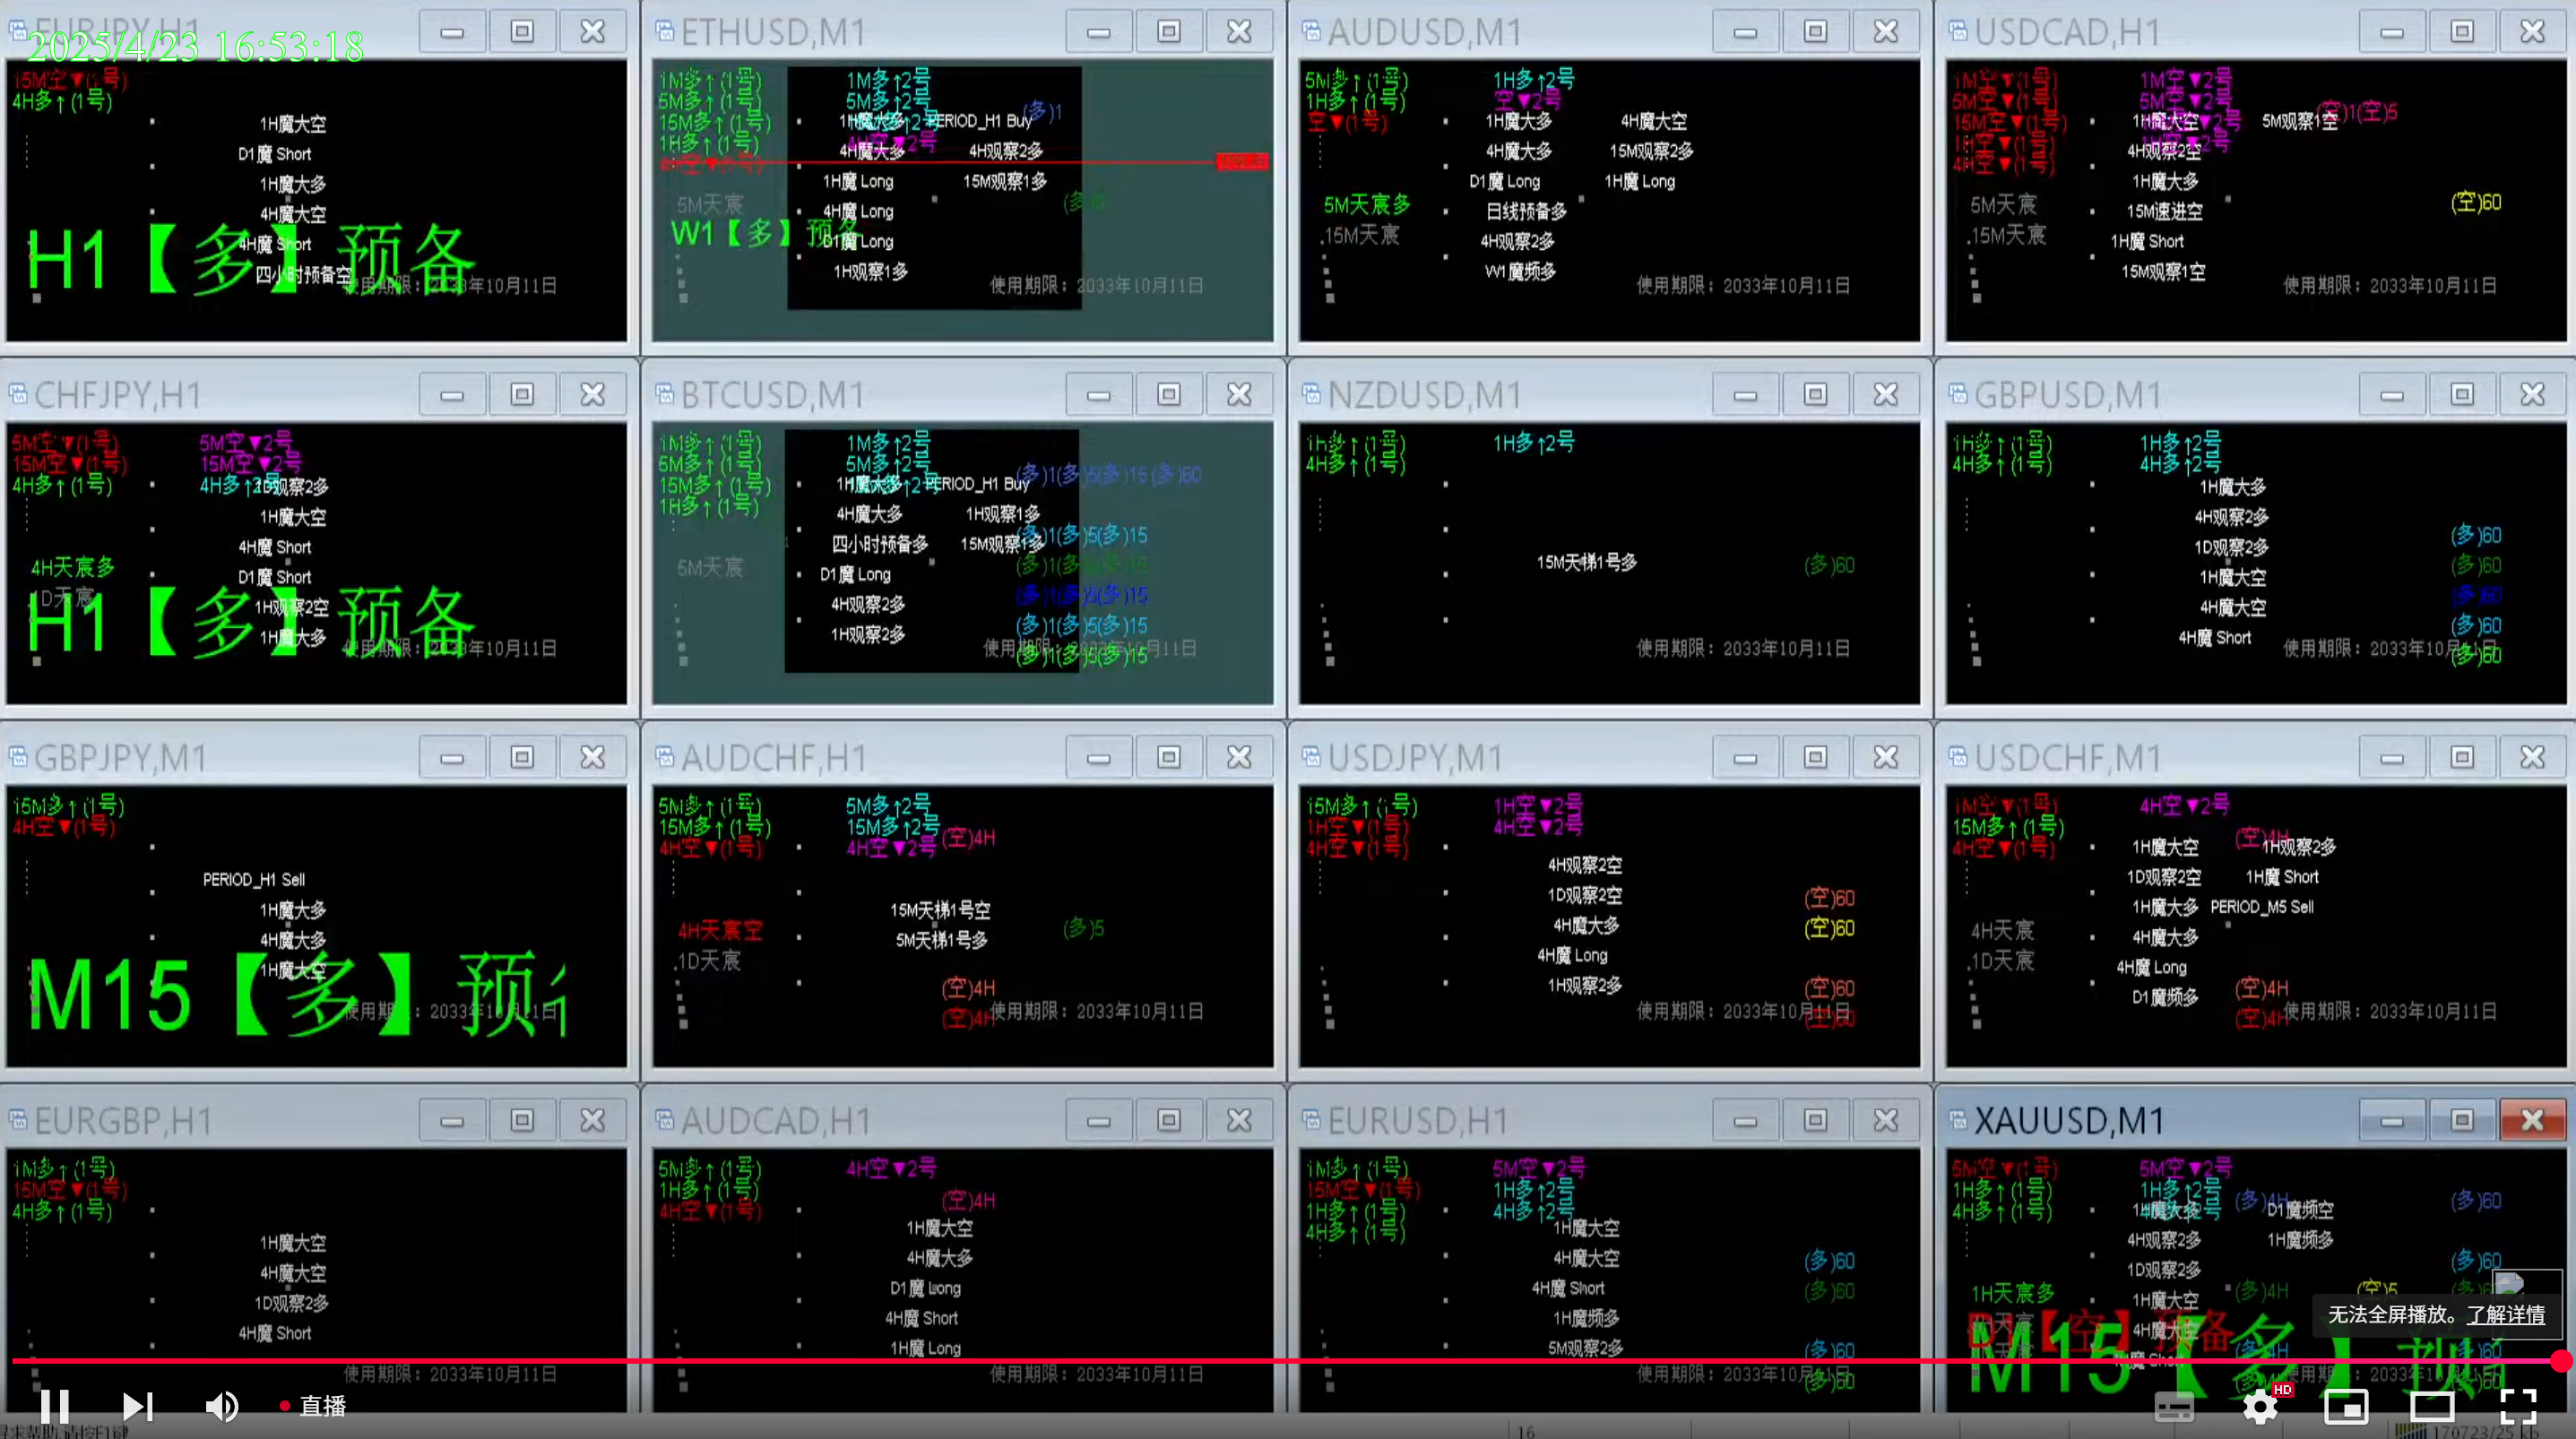 EURJPY,H1
2025/4/23 16:53:18
15M空▼(1号)
4H多↑(1号)
1H魔大空
D1魔 Short
1H魔大多
4H魔大空
4H魔 Short
四小时预备空
H1【多】预备
使用期限：2033年10月11日
ETHUSD,M1
1M多↑(1号)
5M多↑(1号)
15M多↑(1号)
1H多↑(1号)
4H空▼(1号)
1M多↑2号
5M多↑2号
4H空▼2号
(多)1
1H魔大多
PERIOD_H1 Buy
4H魔大多
4H观察2多
1H魔 Long
15M观察1多
4H魔 Long
D1魔 Long
1H观察1多
5M天宸
W1【多】预备
使用期限：2033年10月11日
AUDUSD,M1
5M多↑(1号)
1H多↑(1号)
空▼(1号)
1H多↑2号
空▼2号
1H魔大多
4H魔大空
4H魔大多
15M观察2多
D1魔 Long
1H魔 Long
日线预备多
4H观察2多
W1魔频多
5M天宸多
15M天宸
使用期限：2033年10月11日
USDCAD,H1
1M空▼(1号)
5M空▼(1号)
15M空▼(1号)
1H空▼(1号)
4H空▼(1号)
1M空▼2号
5M空▼2号
1H魔大空
5M观察1空
(空)1(空)5
4H观察2空
1H魔大多
15M速进空
1H魔 Short
15M观察1空
(空)60
5M天宸
15M天宸
使用期限：2033年10月11日
CHFJPY,H1
5M空▼(1号)
15M空▼(1号)
4H多↑(1号)
5M空▼2号
15M空▼2号
4H多↑2号
1D观察2多
1H魔大空
4H魔 Short
D1魔 Short
1H观察2空
1H魔大多
4H天宸多
1D天宸
H1【多】预备
使用期限：2033年10月11日
BTCUSD,M1
1M多↑(1号)
5M多↑(1号)
15M多↑(1号)
1H多↑(1号)
1M多↑2号
5M多↑2号
1H魔大多
PERIOD_H1 Buy
(多)1(多)5(多)15(多)60
4H魔大多
1H观察1多
(多)1(多)5(多)15
四小时预备多
15M观察1多
(多)1(多)5(多)15
D1魔 Long
4H观察2多
(多)1(多)5(多)15
1H观察2多
(多)1(多)5(多)15
(多)1(多)5(多)15
5M天宸
使用期限：2033年10月11日
NZDUSD,M1
1H多↑(1号)
4H多↑(1号)
1H多↑2号
15M天梯1号多
(多)60
使用期限：2033年10月11日
GBPUSD,M1
1H多↑(1号)
4H多↑(1号)
1H多↑2号
4H多↑2号
1H魔大多
4H观察2多
1D观察2多
1H魔大空
4H魔大空
4H魔 Short
(多)60
(多)60
(多)60
(多)60
(多)60
使用期限：2033年10月11日
GBPJPY,M1
15M多↑(1号)
4H空▼(1号)
PERIOD_H1 Sell
1H魔大多
4H魔大多
1H魔大空
M15【多】预
使用期限：2033年10月11日
AUDCHF,H1
5M多↑(1号)
15M多↑(1号)
4H空▼(1号)
5M多↑2号
15M多↑2号
4H空▼2号
(空)4H
15M天梯1号空
5M天梯1号多
(多)5
4H天宸空
1D天宸
(空)4H
(空)4H
使用期限：2033年10月11日
USDJPY,M1
15M多↑(1号)
1H空▼(1号)
4H空▼(1号)
1H空▼2号
4H空▼2号
4H观察2空
1D观察2空
4H魔大多
4H魔 Long
1H观察2多
(空)60
(空)60
(空)60
(空)60
使用期限：2033年10月11日
USDCHF,M1
1M空▼(1号)
15M多↑(1号)
4H空▼(1号)
4H空▼2号
(空)4H
1H魔大空
1H观察2多
1D观察2空
1H魔 Short
1H魔大多
PERIOD_M5 Sell
4H魔大多
4H魔 Long
D1魔频多
4H天宸
1D天宸
(空)4H
(空)4H
使用期限：2033年10月11日
EURGBP,H1
1M多↑(1号)
15M空▼(1号)
4H多↑(1号)
1H魔大空
4H魔大空
1D观察2多
4H魔 Short
使用期限：2033年10月11日
AUDCAD,H1
5M多↑(1号)
1H多↑(1号)
4H空▼(1号)
4H空▼2号
(空)4H
1H魔大空
4H魔大多
D1魔 Long
4H魔 Short
1H魔 Long
使用期限：2033年10月11日
EURUSD,H1
1M多↑(1号)
15M空▼(1号)
1H多↑(1号)
4H多↑(1号)
5M空▼2号
1H多↑2号
4H多↑2号
1H魔大空
4H魔大空
4H魔 Short
1H魔频多
5M观察2多
(多)60
(多)60
(多)60
(多)60
使用期限：2033年10月11日
XAUUSD,M1
5M空▼(1号)
1H多↑(1号)
4H多↑(1号)
5M空▼2号
1H多↑2号
1H魔大多
(多)4H
D1魔频空
(多)60
4H观察2多
1H魔频多
1D观察2多
(多)60
1H魔大空
(多)4H
(空)5
4H魔大空
1H天宸多
M15【多】预
无法全屏播放。了解详情
直播
HD
16
170723/25 kb